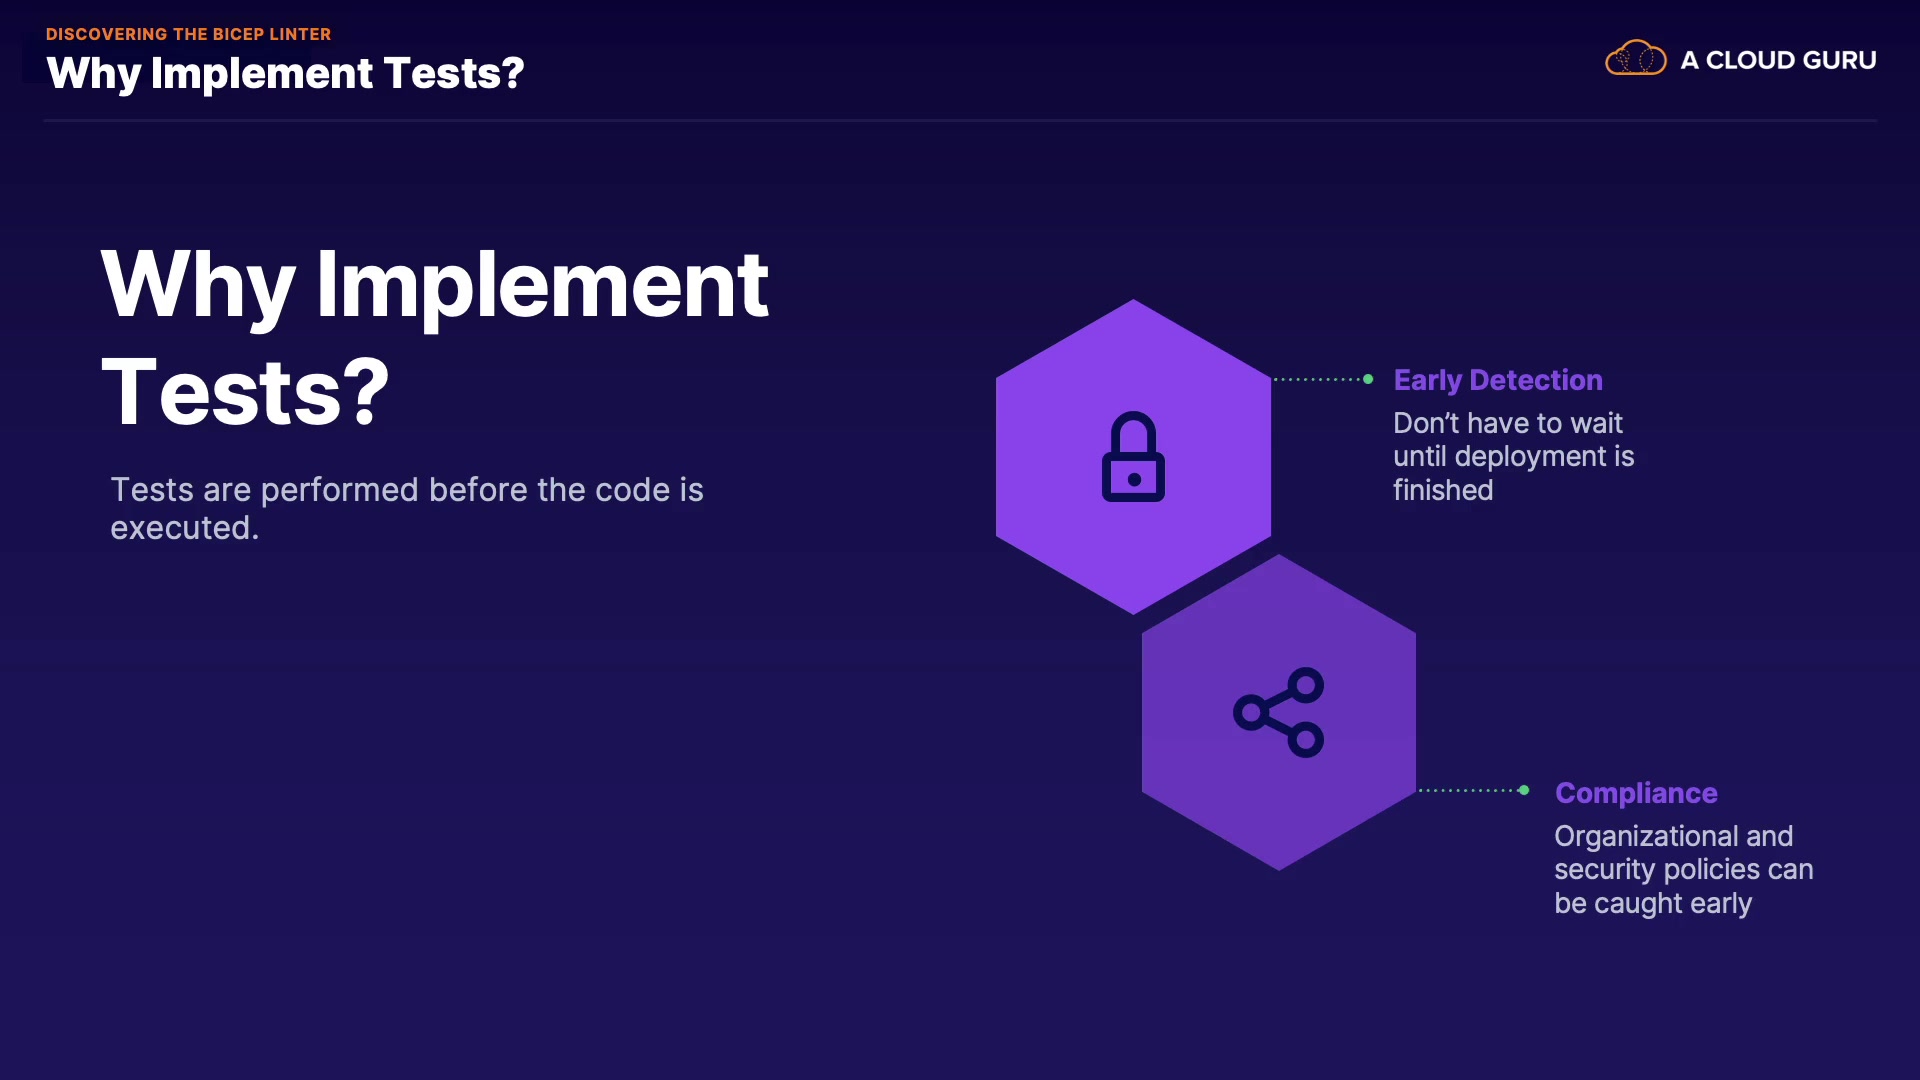 DISCOVERING THE BICEP LINTER
Why Implement Tests?
A CLOUD GURU
Why Implement
Tests?
Tests are performed before the code is
executed.
Early Detection
Don’t have to wait
until deployment is
finished
Compliance
Organizational and
security policies can
be caught early